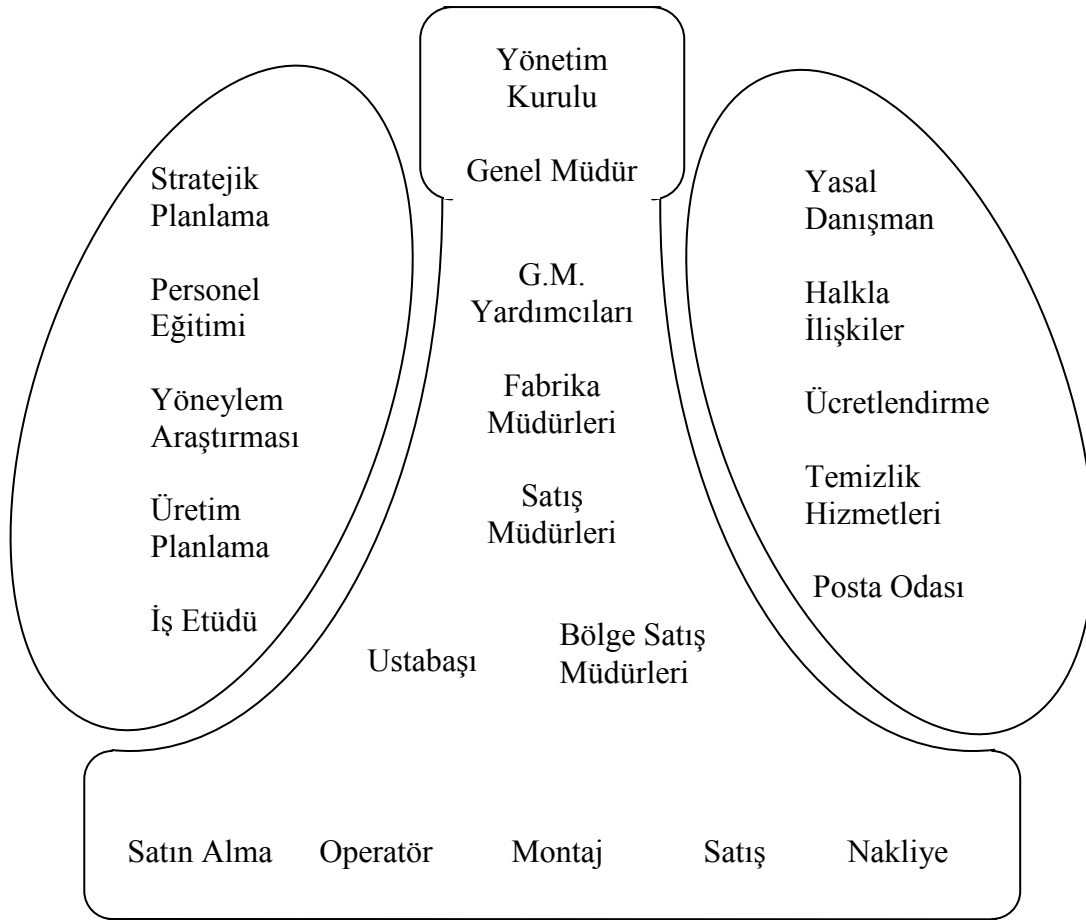 Yönetim
Kurulu
Genel Müdür
Stratejik
Planlama
Personel
Eğitimi
Yöneylem
Araştırması
Üretim
Planlama
İş Etüdü
G.M.
Yardımcıları
Fabrika
Müdürleri
Satış
Müdürleri
Ustabaşı
Bölge Satış
Müdürleri
Yasal
Danışman
Halkla
İlişkiler
Ücretlendirme
Temizlik
Hizmetleri
Posta Odası
Satın Alma Operatör Montaj Satış Nakliye